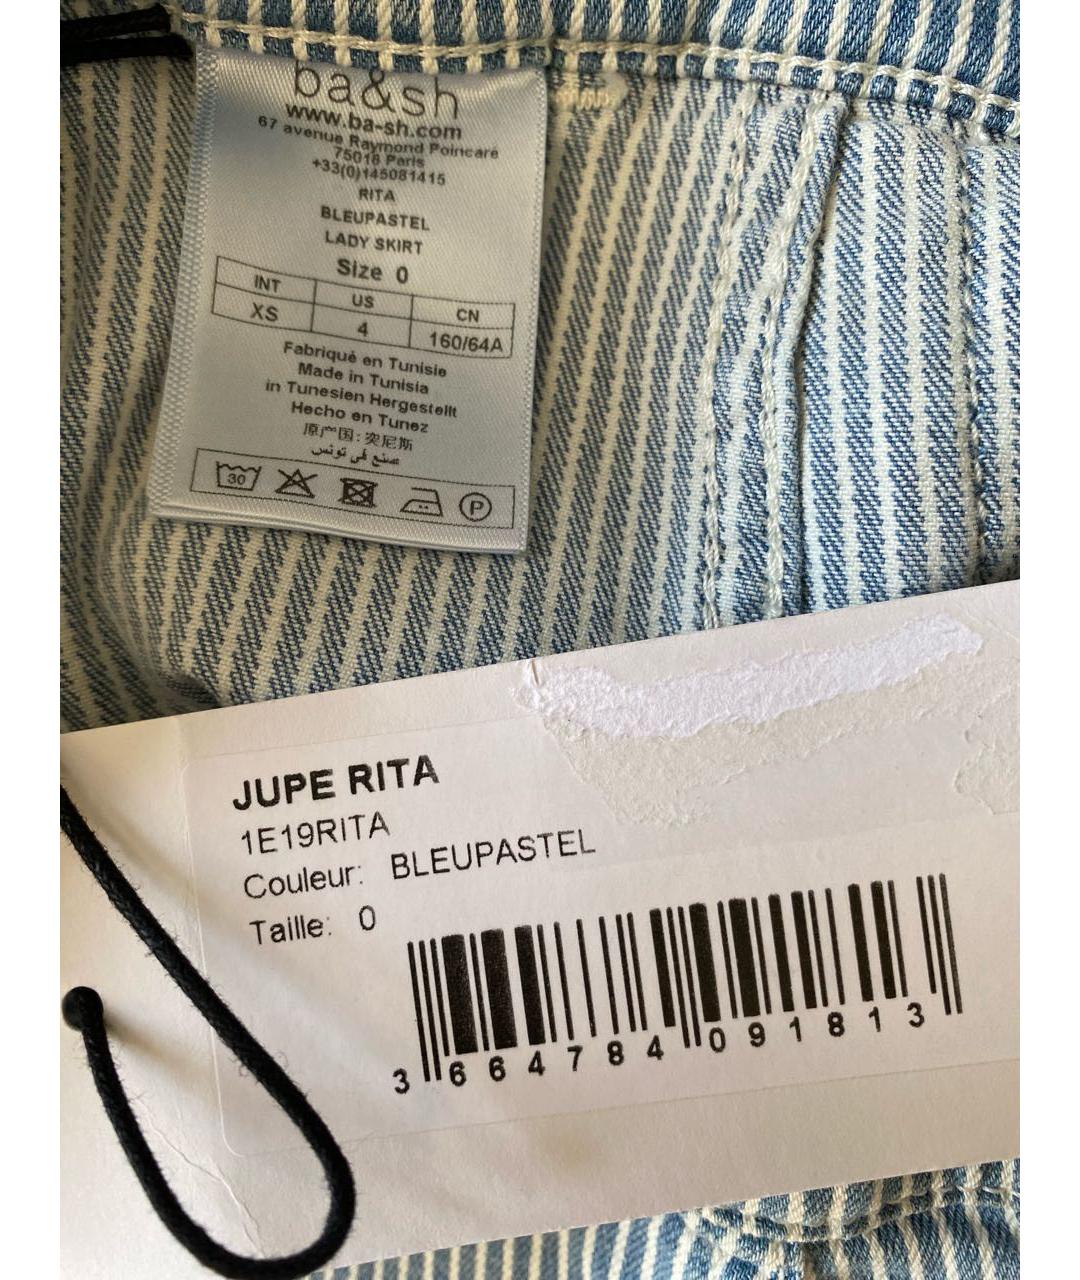 ba&sh
www.ba-sh.com
67 avenue Raymond Poincaré
75016 Paris
+33(0)145081415
RITA
BLEUPASTEL
LADY SKIRT
Size 0
INT US CN
XS 4 160/64A
Fabriqué en Tunisie
Made in Tunisia
in Tunesien Hergestellt
Hecho en Tunez
原产国:突尼斯
صنع في تونس
30
P
JUPE RITA
1E19RITA
Couleur: BLEUPASTEL
Taille: 0
3 664784 091813